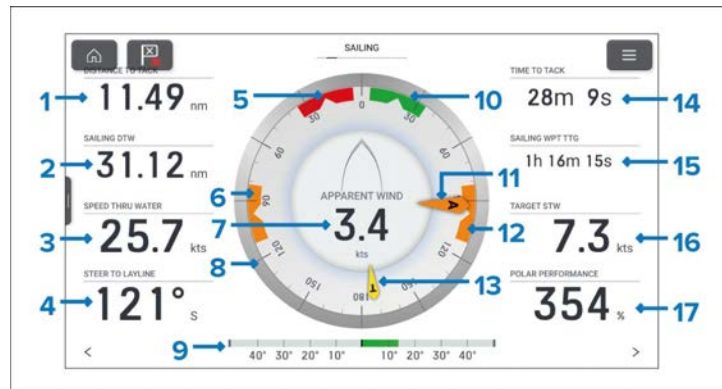 SAILING
DISTANCE TO TACK
1
11.49 nm
2
SAILING DTW
31.12 nm
3
SPEED THRU WATER
25.7 kts
4
STEER TO LAYLINE
121° S
5
10
30
0
30
60
60
6
90
11
A
APPARENT WIND
7
3.4
kts
12
8
120
120
13
150
150
T
180
9
40° 30° 20° 10° 10° 20° 30° 40°
TIME TO TACK
28m 9s
14
SAILING WPT TTG
1h 16m 15s
15
TARGET STW
7.3 kts
16
POLAR PERFORMANCE
354 %
17